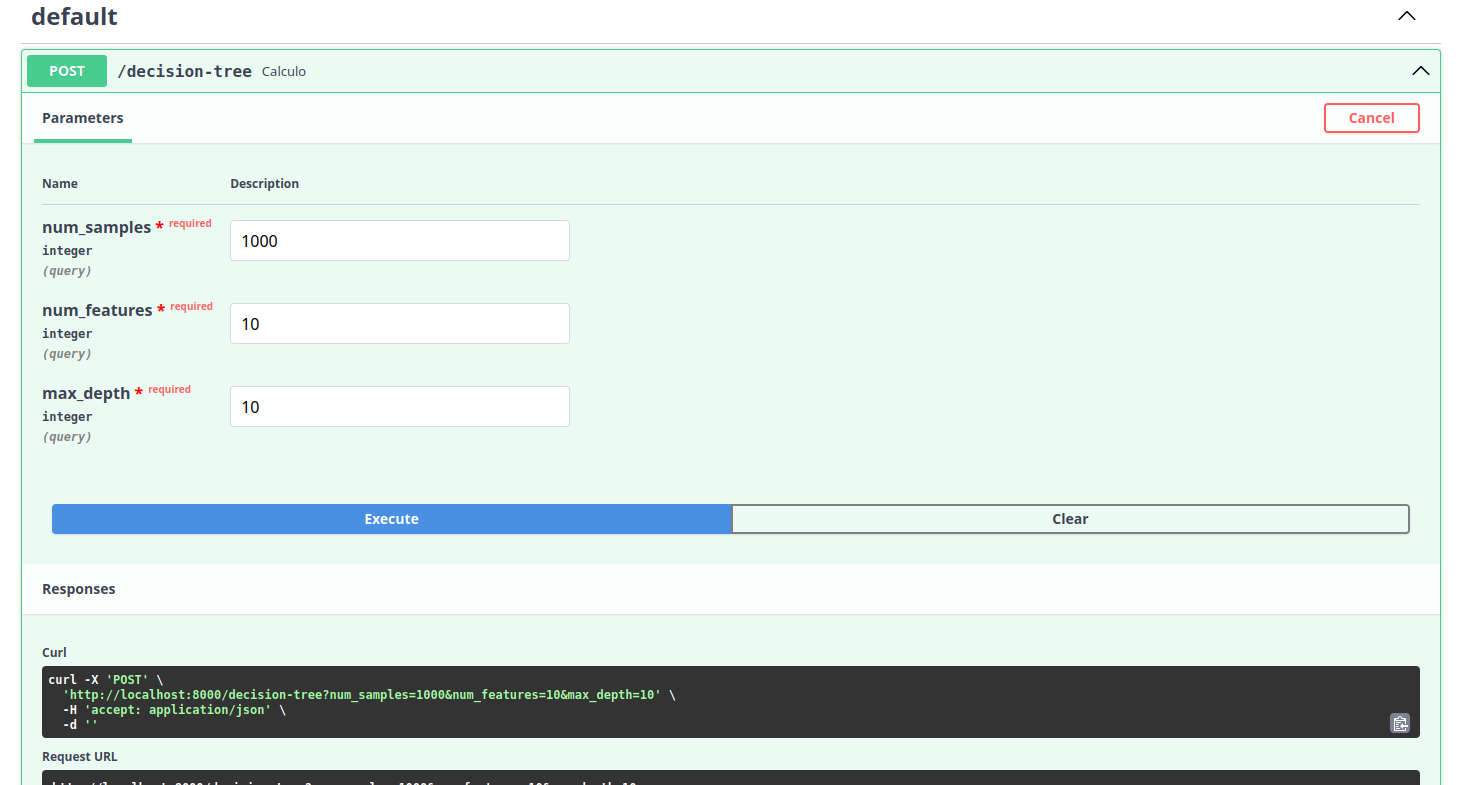 default
POST /decision-tree Calculo
Parameters
Cancel
Name Description
num_samples * required
integer
(query)
1000
num_features * required
integer
(query)
10
max_depth * required
integer
(query)
10
Execute Clear
Responses
Curl
curl -X 'POST' \
'http://localhost:8000/decision-tree?num_samples=1000&num_features=10&max_depth=10' \
-H 'accept: application/json' \
-d ''
Request URL